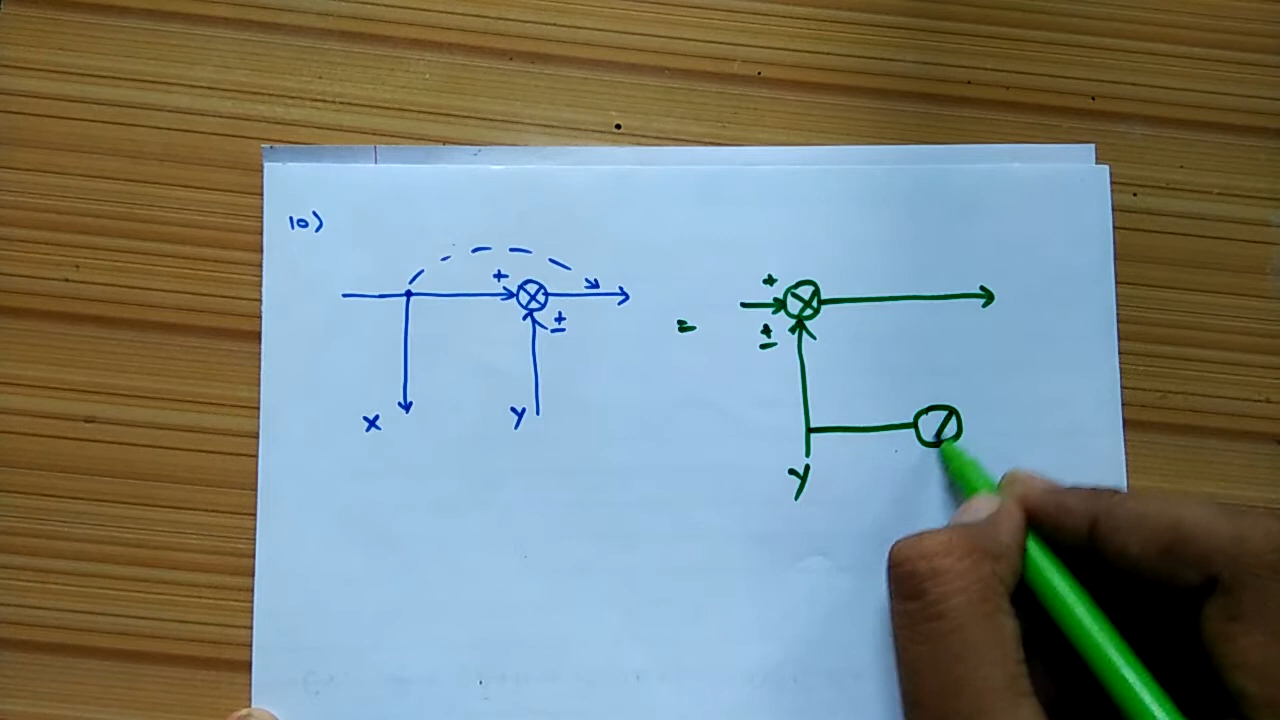 10)
+
±
x
y
=
+
±
y